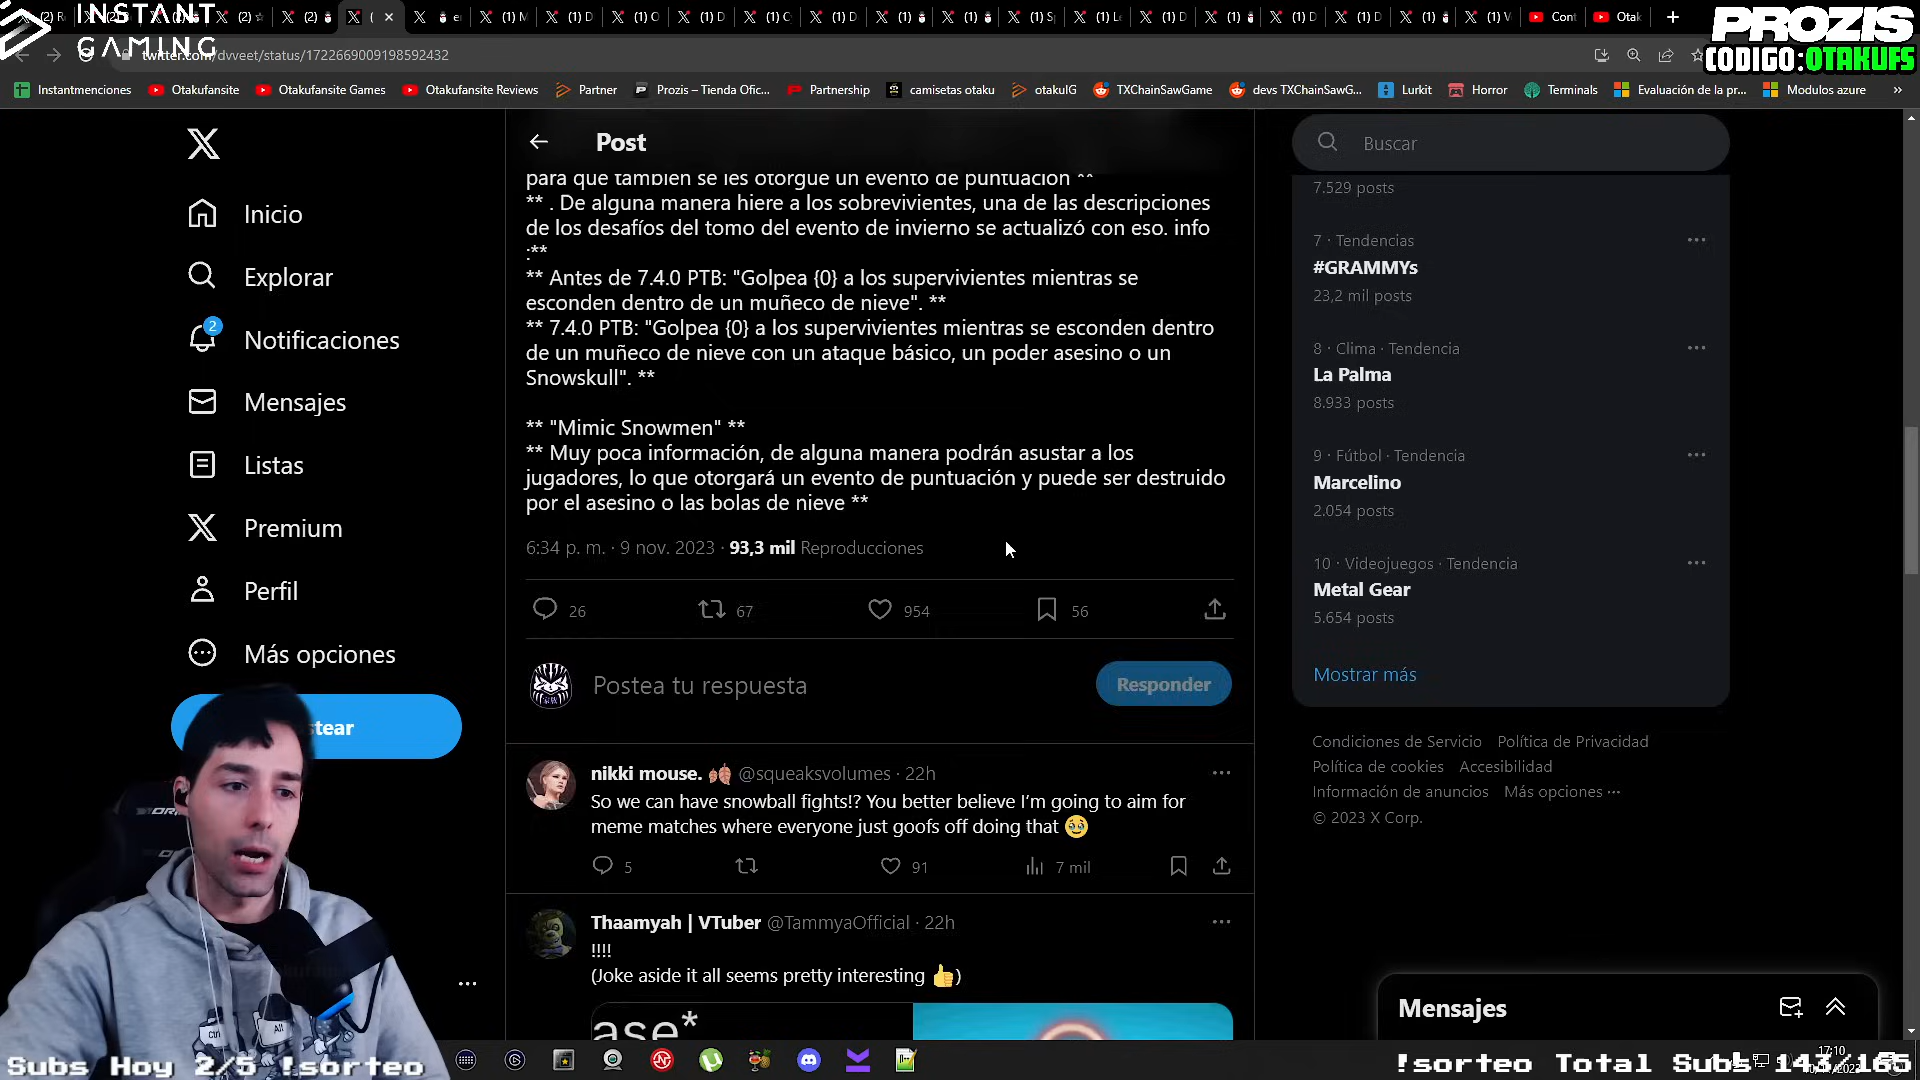 INSTANT
GAMING
PROZIS
CODIGO:OTAKUFS
twitter.com/dvveet/status/1722669009198592432
Instantmenciones
Otakufansite
Otakufansite Games
Otakufansite Reviews
Partner
Prozis – Tienda Ofic...
Partnership
camisetas otaku
otakuIG
TXChainSawGame
devs TXChainSawG...
Lurkit
Horror
Terminals
Evaluación de la pr...
Modulos azure
»
Inicio
Explorar
2
Notificaciones
Mensajes
Listas
Premium
Perfil
Más opciones
stear
Post
para que también se les otorgue un evento de puntuación **
** . De alguna manera hiere a los sobrevivientes, una de las descripciones
de los desafíos del tomo del evento de invierno se actualizó con eso. info
:**
** Antes de 7.4.0 PTB: "Golpea {0} a los supervivientes mientras se
esconden dentro de un muñeco de nieve". **
** 7.4.0 PTB: "Golpea {0} a los supervivientes mientras se esconden dentro
de un muñeco de nieve con un ataque básico, un poder asesino o un
Snowskull". **
** "Mimic Snowmen" **
** Muy poca información, de alguna manera podrán asustar a los
jugadores, lo que otorgará un evento de puntuación y puede ser destruido
por el asesino o las bolas de nieve **
6:34 p. m. · 9 nov. 2023 · 93,3 mil Reproducciones
26 67 954 56
Postea tu respuesta
Responder
nikki mouse. @squeaksvolumes · 22h
So we can have snowball fights!? You better believe I'm going to aim for
meme matches where everyone just goofs off doing that
5 91 7 mil
Thaamyah | VTuber @TammyaOfficial · 22h
!!!!
(Joke aside it all seems pretty interesting )
ase*
Buscar
7.529 posts
7 · Tendencias
#GRAMMYs
23,2 mil posts
8 · Clima · Tendencia
La Palma
8.933 posts
9 · Fútbol · Tendencia
Marcelino
2.054 posts
10 · Videojuegos · Tendencia
Metal Gear
5.654 posts
Mostrar más
Condiciones de Servicio Política de Privacidad
Política de cookies Accesibilidad
Información de anuncios Más opciones ···
© 2023 X Corp.
Mensajes
Ctrl
Alt
Subs Hoy 2/5 !sorteo
!sorteo Total Subs 147/165
17:10